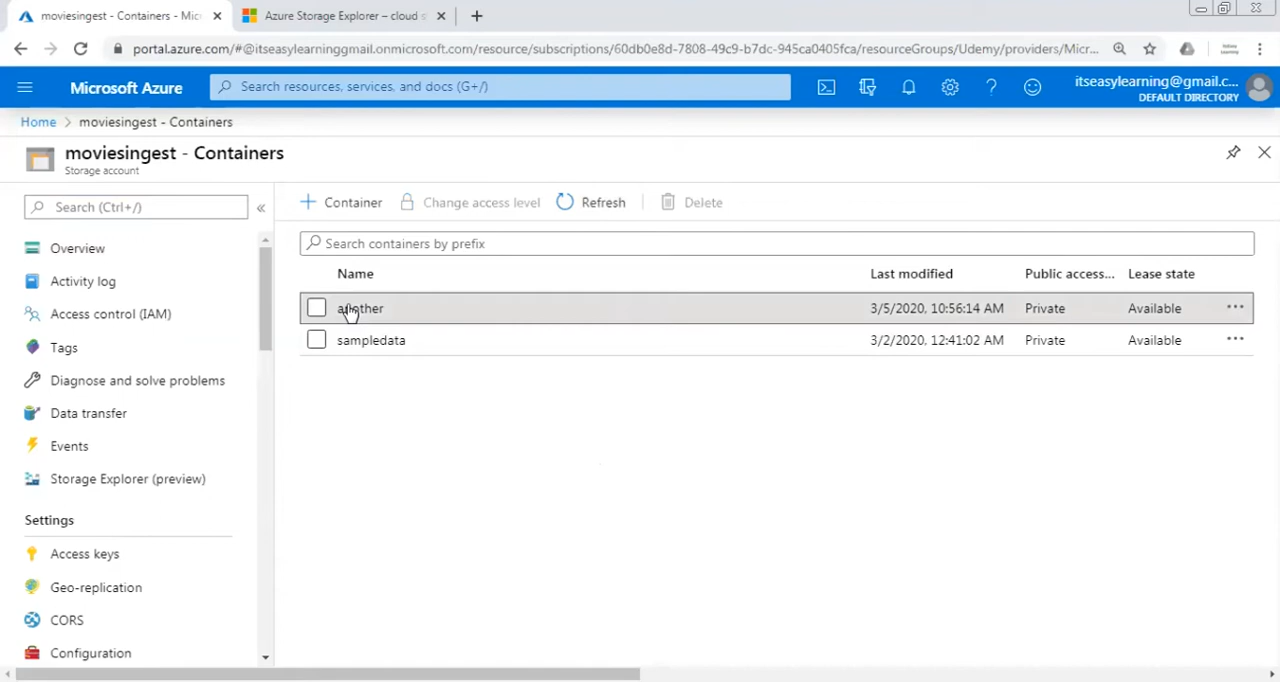 moviesingest - Containers - Mic
Azure Storage Explorer – cloud s
portal.azure.com/#@itseasylearninggmail.onmicrosoft.com/resource/subscriptions/60db0e8d-7808-49c9-b7dc-945ca0405fca/resourceGroups/Udemy/providers/Micr...
Microsoft Azure
Search resources, services, and docs (G+/)
itseasylearning@gmail.c...
DEFAULT DIRECTORY
Home > moviesingest - Containers
moviesingest - Containers
Storage account
Search (Ctrl+/)
«
Container
Change access level
Refresh
Delete
Search containers by prefix
Overview
Activity log
Access control (IAM)
Tags
Diagnose and solve problems
Data transfer
Events
Storage Explorer (preview)
Settings
Access keys
Geo-replication
CORS
Configuration
Name Last modified Public access... Lease state
another 3/5/2020, 10:56:14 AM Private Available ...
sampledata 3/2/2020, 12:41:02 AM Private Available ...